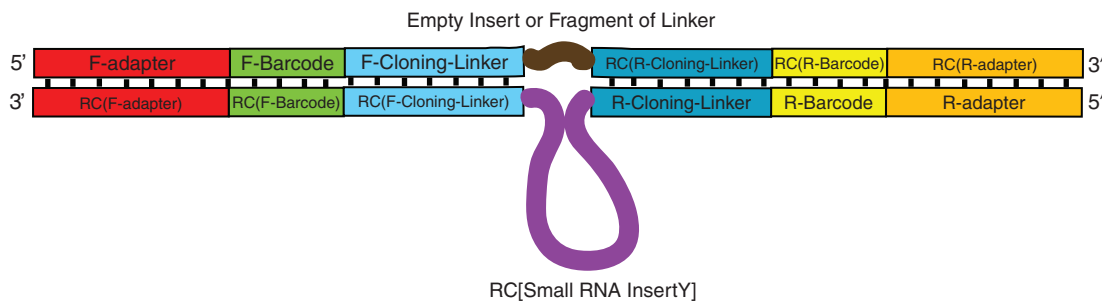 Empty Insert or Fragment of Linker
5’ F-adapter F-Barcode F-Cloning-Linker RC(R-Cloning-Linker) RC(R-Barcode) RC(R-adapter) 3’
3’ RC(F-adapter) RC(F-Barcode) RC(F-Cloning-Linker) R-Cloning-Linker R-Barcode R-adapter 5’
RC[Small RNA InsertY]